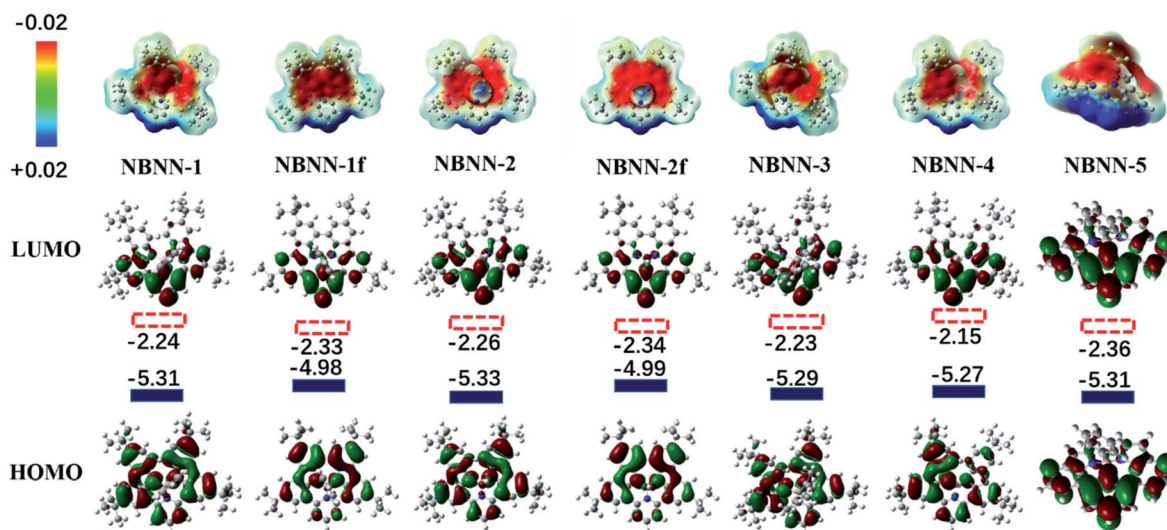 -0.02
+0.02
NBNN-1 NBNN-1f NBNN-2 NBNN-2f NBNN-3 NBNN-4 NBNN-5
LUMO
-2.24 -2.33 -2.26 -2.34 -2.23 -2.15 -2.36
-5.31 -4.98 -5.33 -4.99 -5.29 -5.27 -5.31
HOMO